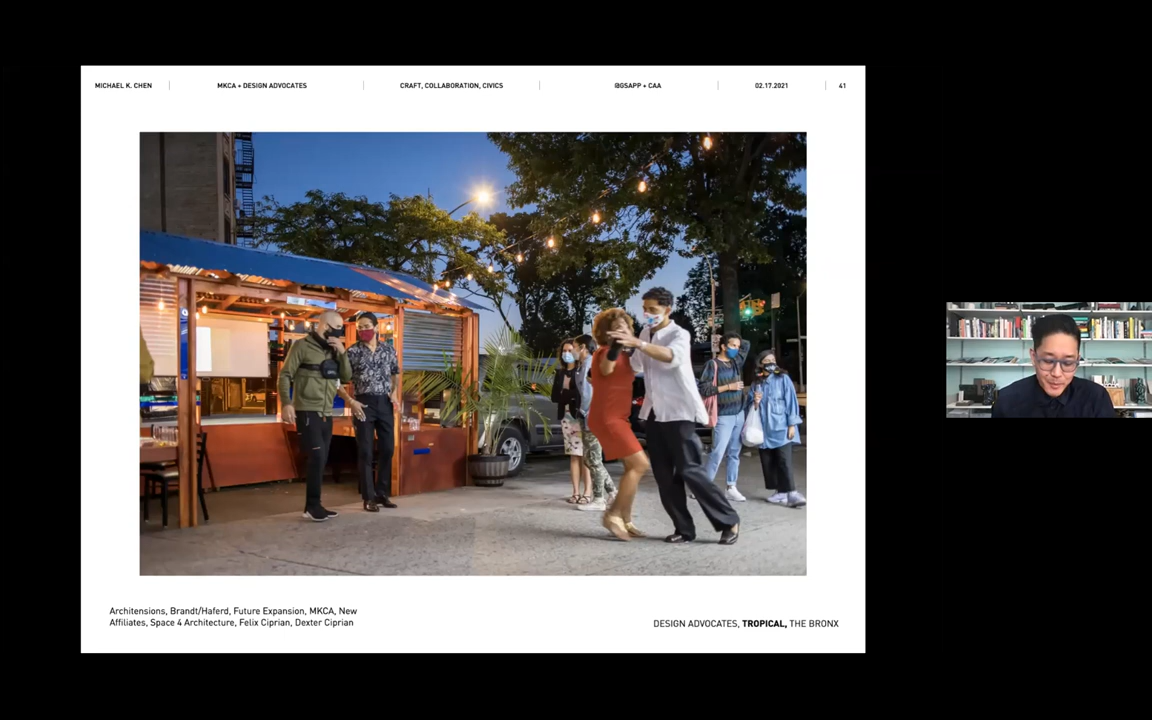 MICHAEL K. CHEN
MKCA + DESIGN ADVOCATES
CRAFT, COLLABORATION, CIVICS
@GSAPP + CAA
02.17.2021
41
Architensions, Brandt/Haferd, Future Expansion, MKCA, New
Affiliates, Space 4 Architecture, Felix Ciprian, Dexter Ciprian
DESIGN ADVOCATES, TROPICAL, THE BRONX